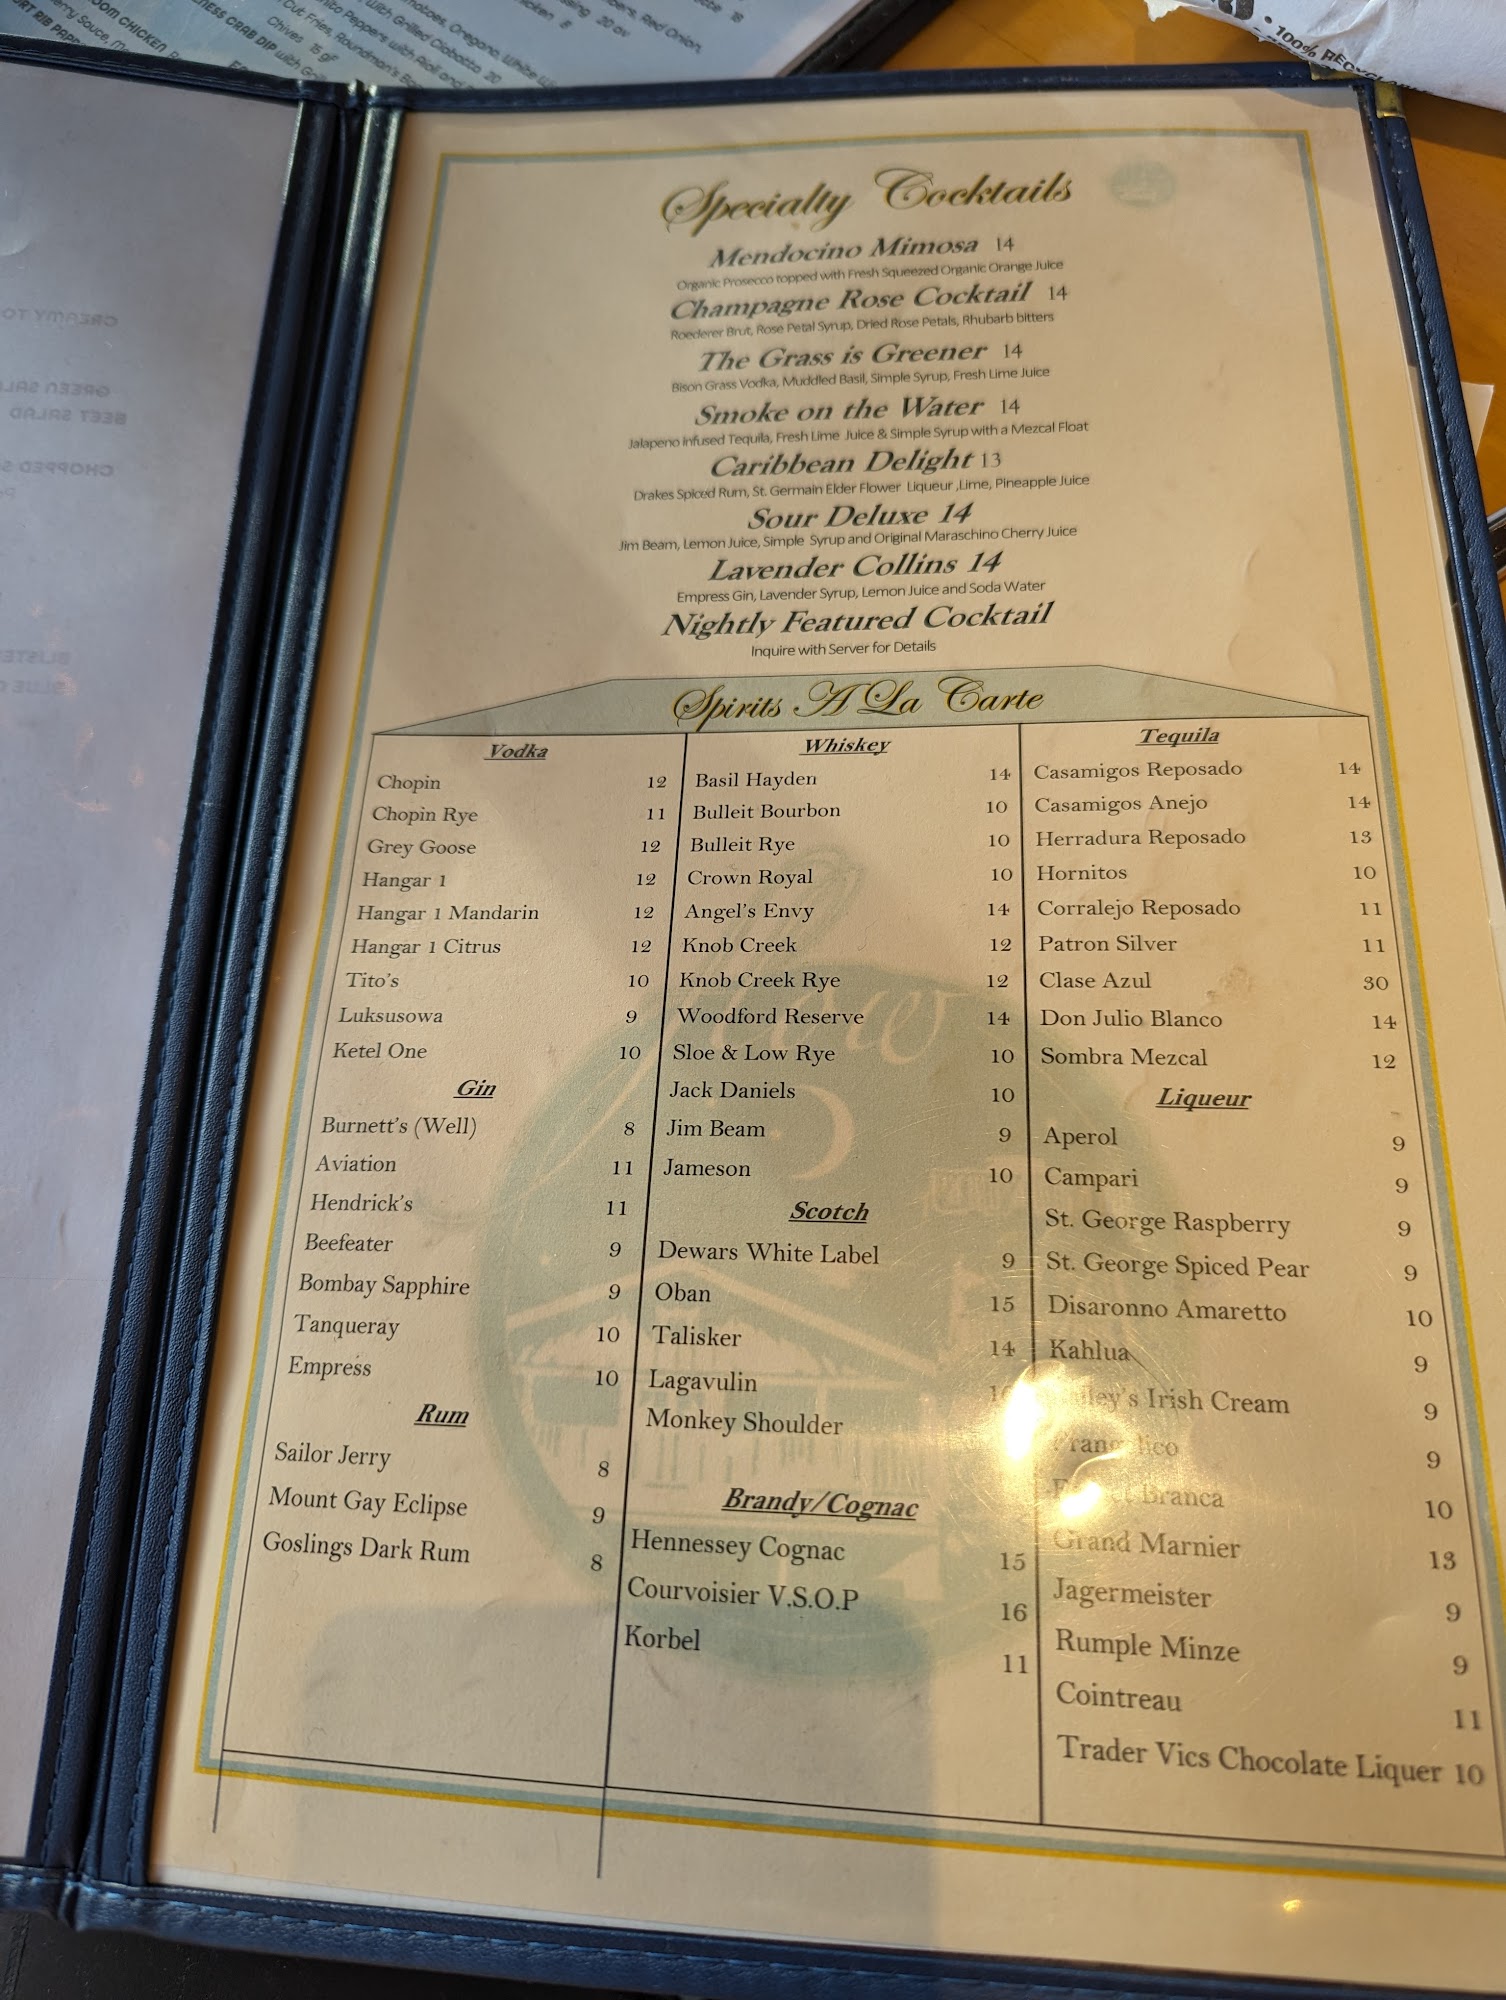 Red Onion,
with Grilled Ciabatta 20
Chives 15 gf
100% RECYCLA
Specialty Cocktails
Mendocino Mimosa 14
Organic Prosecco topped with Fresh Squeezed Organic Orange Juice
Champagne Rose Cocktail 14
Roederer Brut, Rose Petal Syrup, Dried Rose Petals, Rhubarb bitters
The Grass is Greener 14
Bison Grass Vodka, Muddled Basil, Simple Syrup, Fresh Lime Juice
Smoke on the Water 14
Jalapeno infused Tequila, Fresh Lime Juice & Simple Syrup with a Mezcal Float
Caribbean Delight 13
Drakes Spiced Rum, St. Germain Elder Flower Liqueur ,Lime, Pineapple Juice
Sour Deluxe 14
Jim Beam, Lemon Juice, Simple Syrup and Original Maraschino Cherry Juice
Lavender Collins 14
Empress Gin, Lavender Syrup, Lemon Juice and Soda Water
Nightly Featured Cocktail
Inquire with Server for Details
Spirits A La Carte
Vodka
Chopin 12
Chopin Rye 11
Grey Goose 12
Hangar 1 12
Hangar 1 Mandarin 12
Hangar 1 Citrus 12
Tito's 10
Luksusowa 9
Ketel One 10
Gin
Burnett's (Well) 8
Aviation 11
Hendrick's 11
Beefeater 9
Bombay Sapphire 9
Tanqueray 10
Empress 10
Rum
Sailor Jerry 8
Mount Gay Eclipse 9
Goslings Dark Rum 8
Whiskey
Basil Hayden 14
Bulleit Bourbon 10
Bulleit Rye 10
Crown Royal 10
Angel's Envy 14
Knob Creek 12
Knob Creek Rye 12
Woodford Reserve 14
Sloe & Low Rye 10
Jack Daniels 10
Jim Beam 9
Jameson 10
Scotch
Dewars White Label 9
Oban 15
Talisker 14
Lagavulin
Monkey Shoulder
Brandy/Cognac
Hennessey Cognac 15
Courvoisier V.S.O.P 16
Korbel 11
Tequila
Casamigos Reposado 14
Casamigos Anejo 14
Herradura Reposado 13
Hornitos 10
Corralejo Reposado 11
Patron Silver 11
Clase Azul 30
Don Julio Blanco 14
Sombra Mezcal 12
Liqueur
Aperol 9
Campari 9
St. George Raspberry 9
St. George Spiced Pear 9
Disaronno Amaretto 10
Kahlua 9
Irish Cream 9
9
Branca 10
Grand Marnier 13
Jagermeister 9
Rumple Minze 9
Cointreau 11
Trader Vics Chocolate Liquer 10